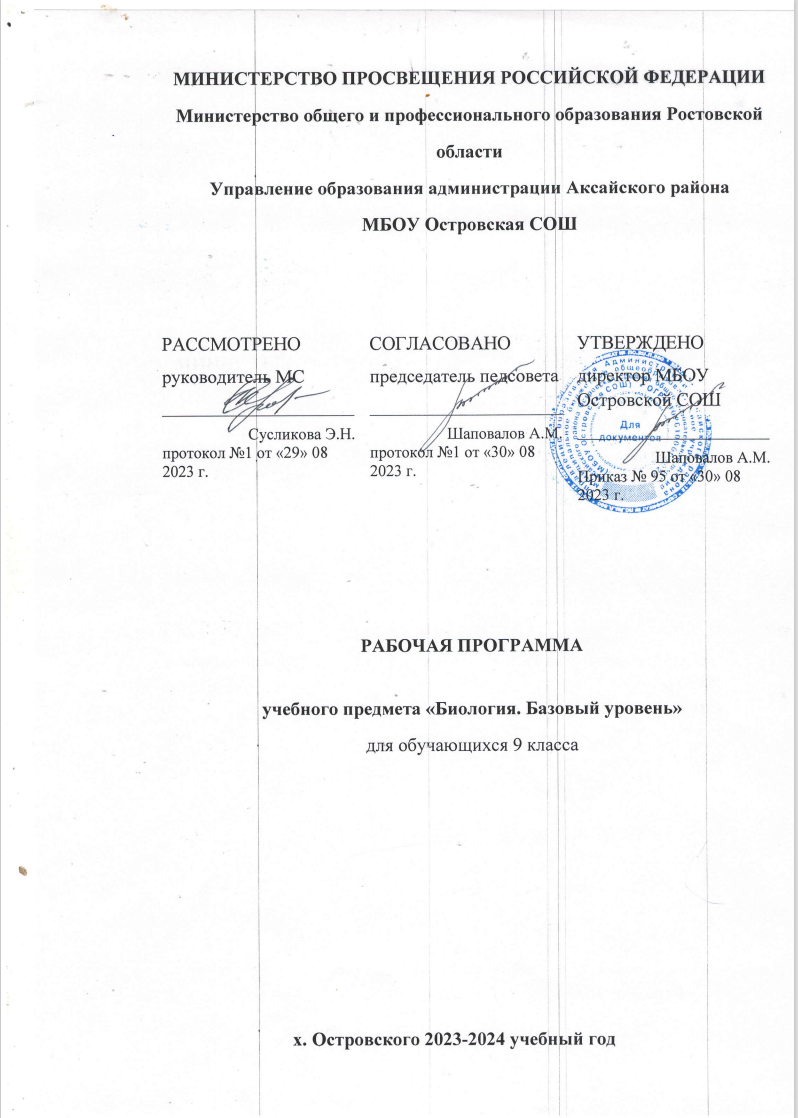 МИНИСТЕРСТВО ПРОСВЕЩЕНИЯ РОССИЙСКОЙ ФЕДЕРАЦИИ
Министерство общего и профессионального образования Ростовской
области
Управление образования администрации Аксайского района
МБОУ Островская СОШ
РАССМОТРЕНО
руководитель МС
Сусликова Э.Н.
протокол №1 от «29» 08
2023 г.
СОГЛАСОВАНО
председатель педсовета
Шаповалов А.М.
протокол №1 от «30» 08
2023 г.
УТВЕРЖДЕНО
директор МБОУ
Островской СОШ
Для
документов
Шаповалов А.М.
Приказ № 95 от «30» 08
2023 г.
РАБОЧАЯ ПРОГРАММА
учебного предмета «Биология. Базовый уровень»
для обучающихся 9 класса
х. Островского 2023-2024 учебный год